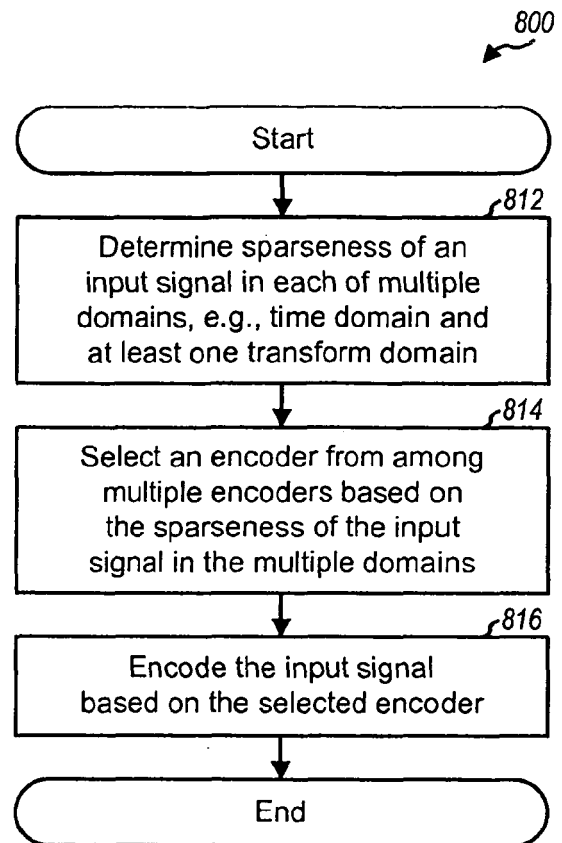 800
Start
812
Determine sparseness of an
input signal in each of multiple
domains, e.g., time domain and
at least one transform domain
814
Select an encoder from among
multiple encoders based on
the sparseness of the input
signal in the multiple domains
816
Encode the input signal
based on the selected encoder
End